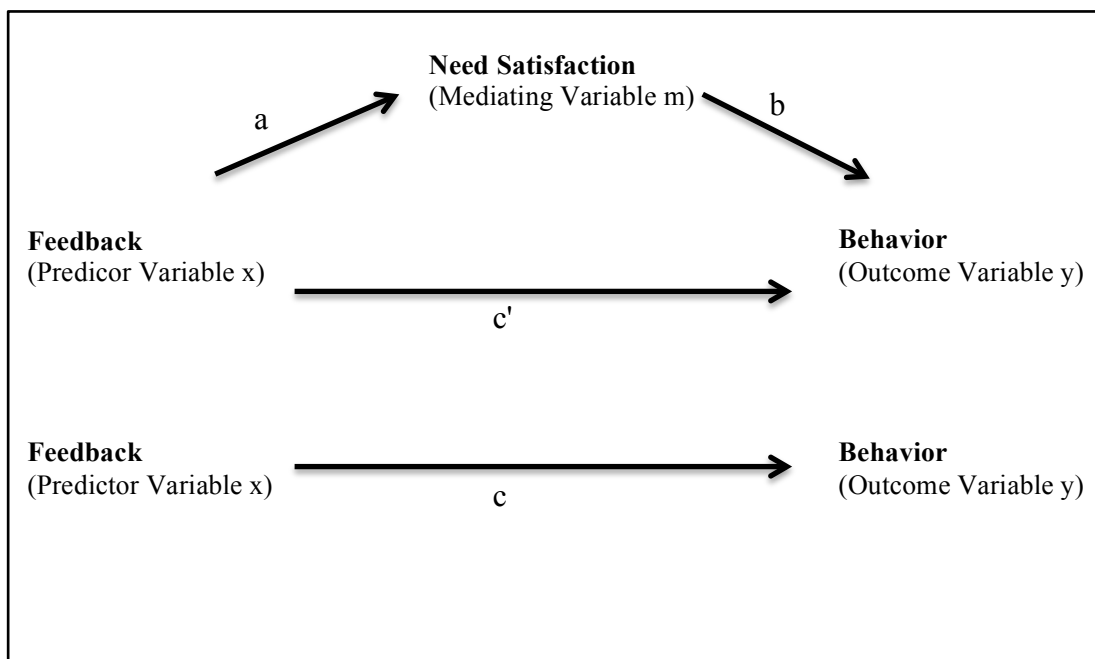 Need Satisfaction
(Mediating Variable m)
a
b
Feedback
(Predicor Variable x)
Behavior
(Outcome Variable y)
c'
Feedback
(Predictor Variable x)
Behavior
(Outcome Variable y)
c